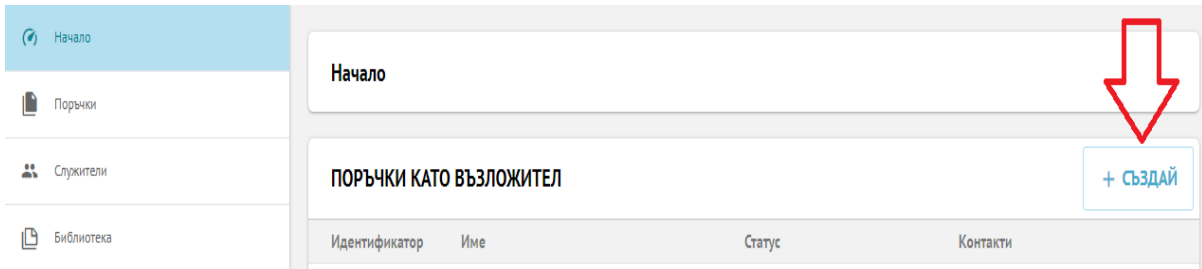 Начало
Поръчки
Служители
Библиотека
Начало
ПОРЪЧКИ КАТО ВЪЗЛОЖИТЕЛ
+ СЪЗДАЙ
Идентификатор Име Статус Контакти